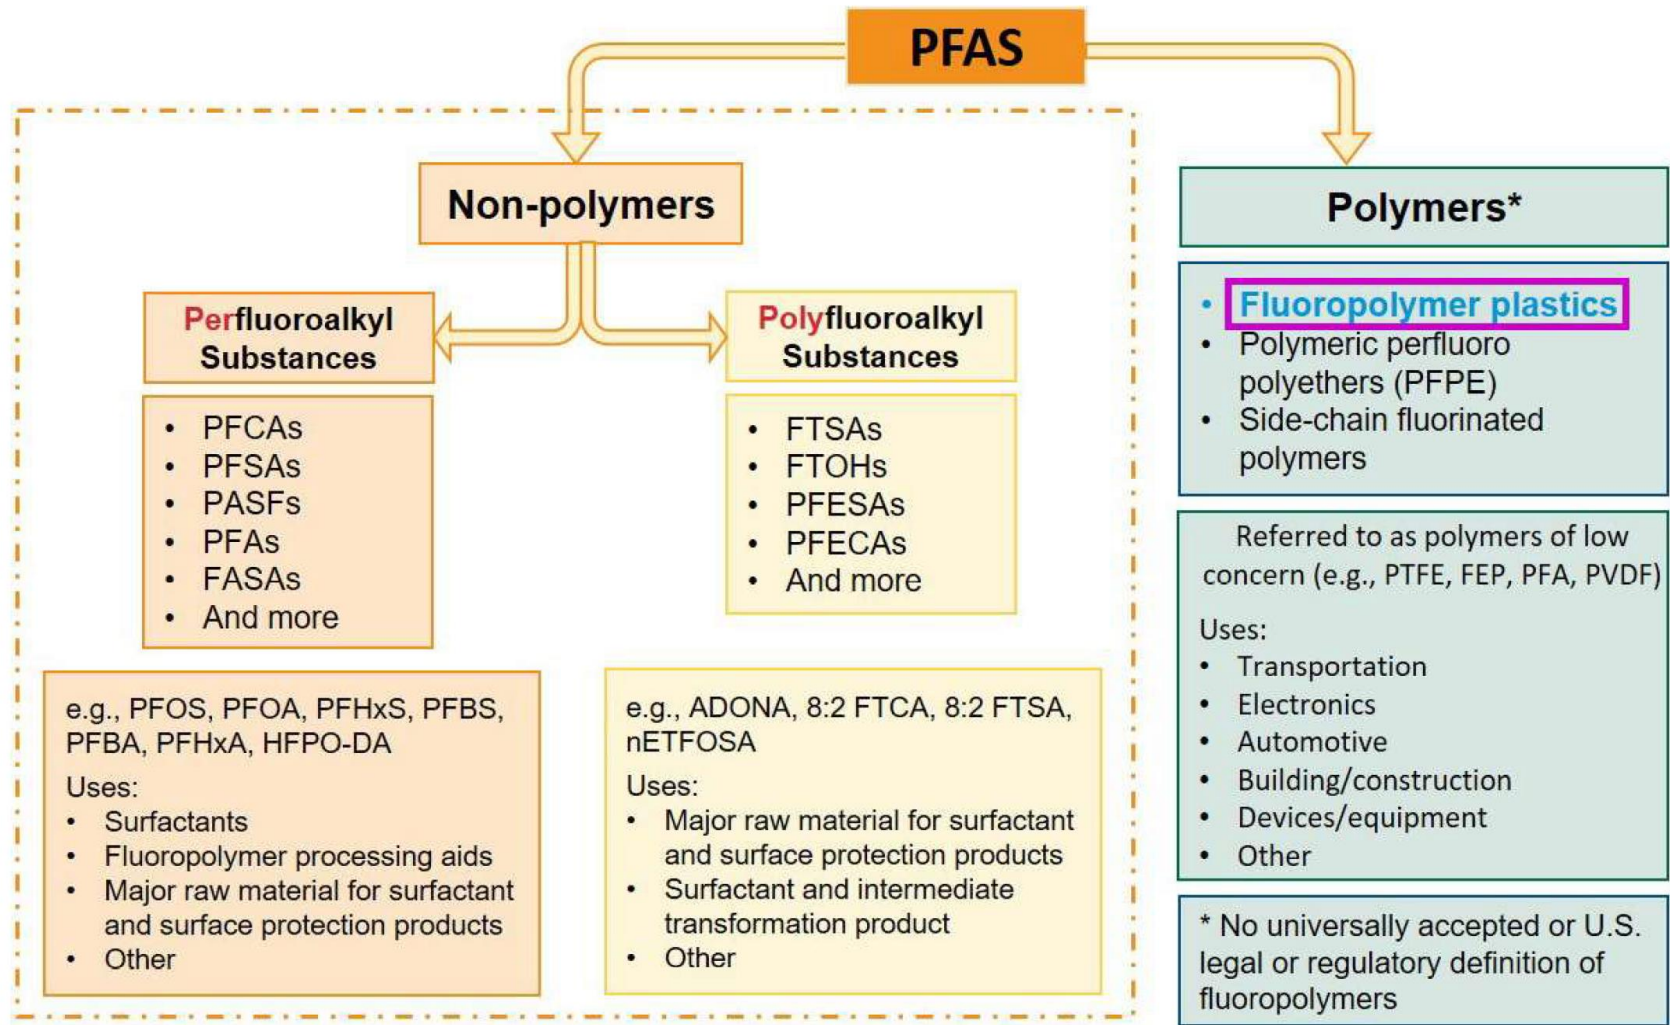 PFAS
Non-polymers
Perfluoroalkyl
Substances
• PFCAs
• PFSAs
• PASFs
• PFAs
• FASAs
• And more
e.g., PFOS, PFOA, PFHxS, PFBS,
PFBA, PFHxA, HFPO-DA
Uses:
• Surfactants
• Fluoropolymer processing aids
• Major raw material for surfactant
and surface protection products
• Other
Polyfluoroalkyl
Substances
• FTSAs
• FTOHs
• PFESAs
• PFECAs
• And more
e.g., ADONA, 8:2 FTCA, 8:2 FTSA,
nETFOSA
Uses:
• Major raw material for surfactant
and surface protection products
• Surfactant and intermediate
transformation product
• Other
Polymers*
• Fluoropolymer plastics
• Polymeric perfluoro
polyethers (PFPE)
• Side-chain fluorinated
polymers
Referred to as polymers of low
concern (e.g., PTFE, FEP, PFA, PVDF)
Uses:
• Transportation
• Electronics
• Automotive
• Building/construction
• Devices/equipment
• Other
* No universally accepted or U.S.
legal or regulatory definition of
fluoropolymers